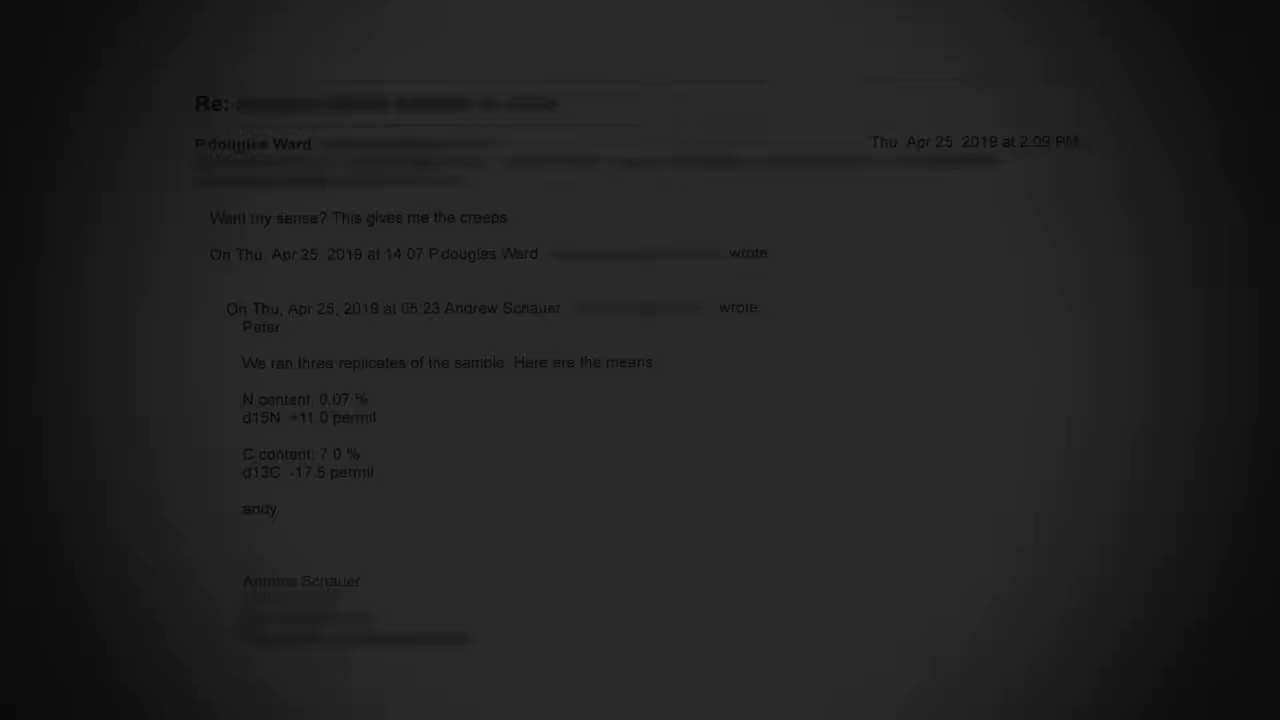 Re:
Pdouglas Ward
Thu, Apr 25, 2019 at 2:09 PM
Want my sense? This gives me the creeps
On Thu, Apr 25, 2019 at 14:07 P.douglas Ward wrote:
On Thu, Apr 25, 2019 at 05:23 Andrew Schauer wrote:
Peter
We ran three replicates of the sample. Here are the means
N content: 0.07 %
d15N +11.0 permil
C content: 7.0 %
d13C -17.5 permil
andy.
Andrew Schauer